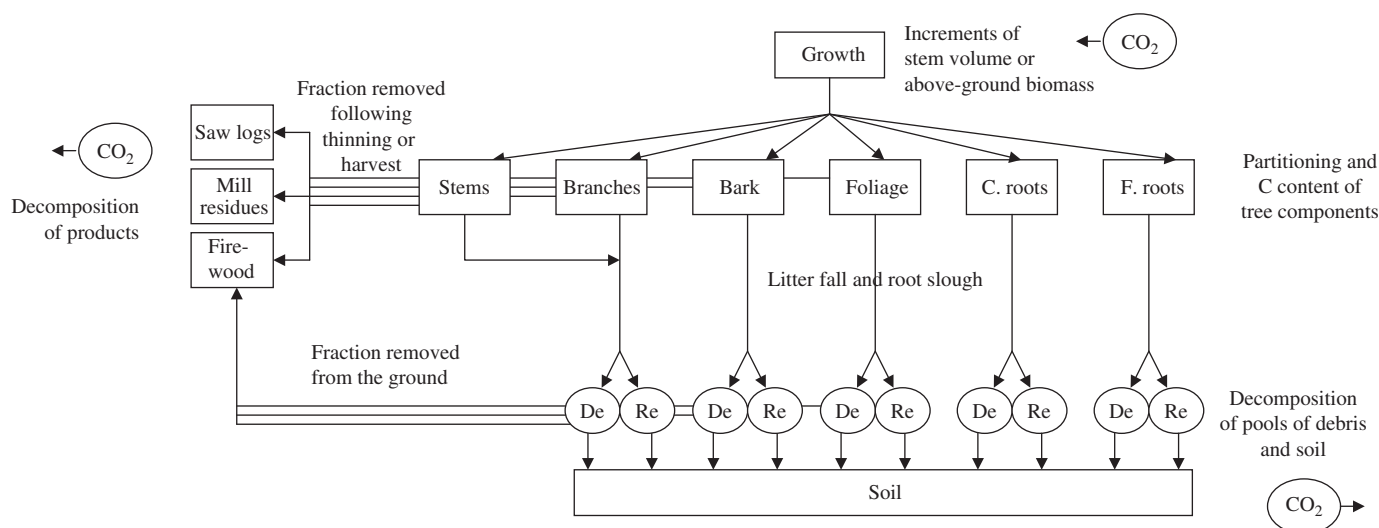 Growth
Increments of
stem volume or
above-ground biomass
CO2
Fraction removed
following
thinning or
harvest
Saw logs
CO2
Mill
residues
Fire-
wood
Decomposition
of products
Stems
Branches
Bark
Foliage
C. roots
F. roots
Partitioning and
C content of
tree components
Litter fall and root slough
Fraction removed
from the ground
De
Re
De
Re
De
Re
De
Re
De
Re
Decomposition
of pools of debris
and soil
Soil
CO2